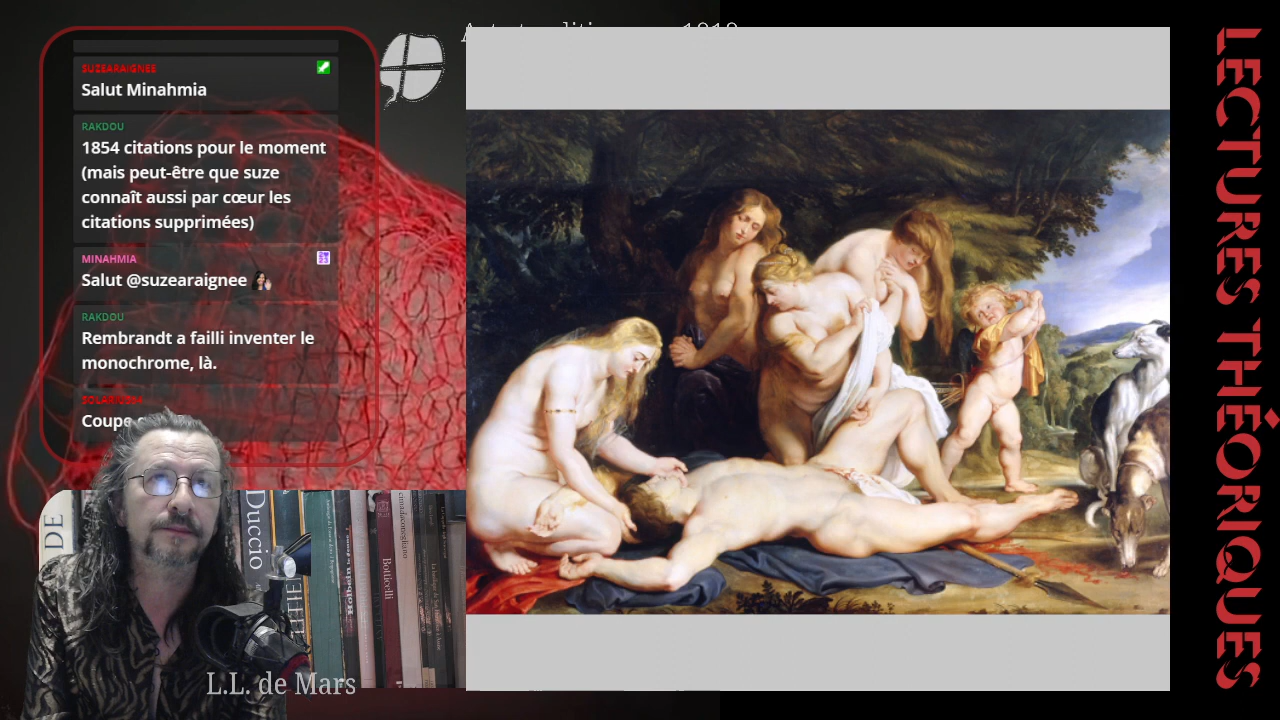 SUZEARAIGNEE
Salut Minahmia
RAKDOU
1854 citations pour le moment
(mais peut-être que suze
connaît aussi par cœur les
citations supprimées)
MINAHMIA
Salut @suzearaignee
RAKDOU
Rembrandt a failli inventer le
monochrome, là.
Coupe
DE
Duccio
Holbein
Botticelli
L.L. de Mars
LECTURES THÉORIQUES